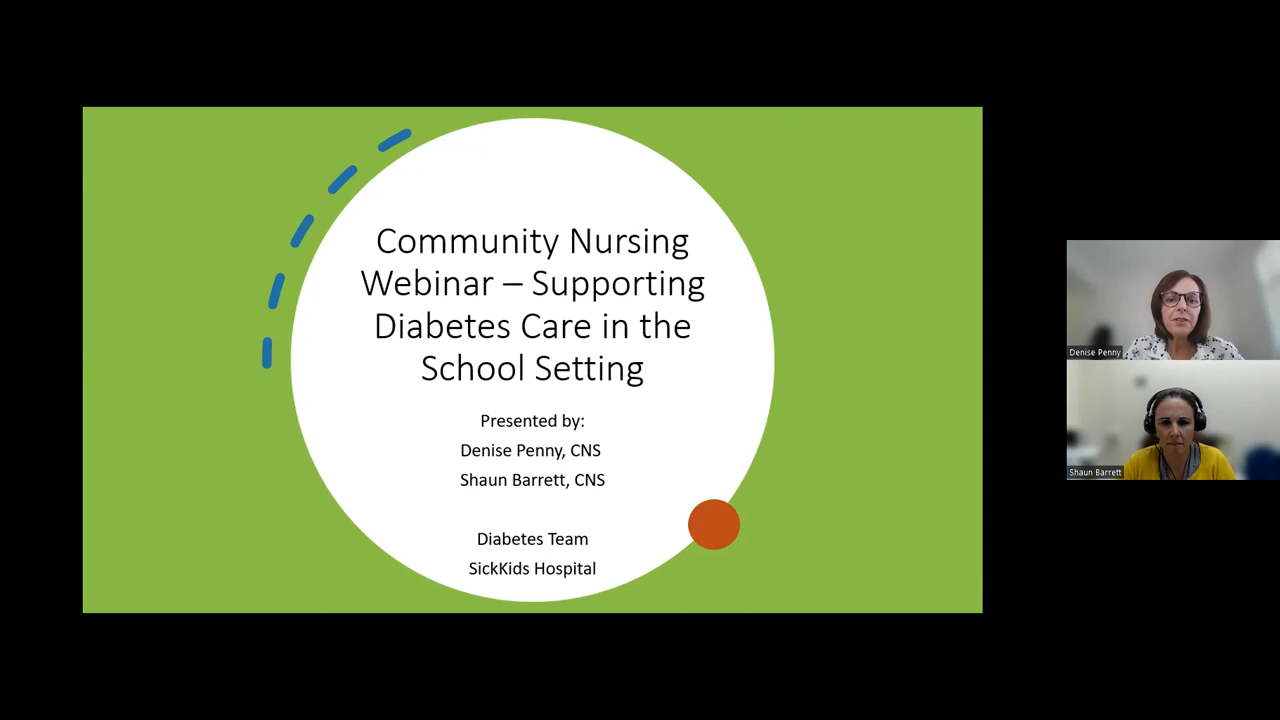 Community Nursing
Webinar – Supporting
Diabetes Care in the
School Setting
Presented by:
Denise Penny, CNS
Shaun Barrett, CNS
Diabetes Team
SickKids Hospital
Denise Penny
Shaun Barrett